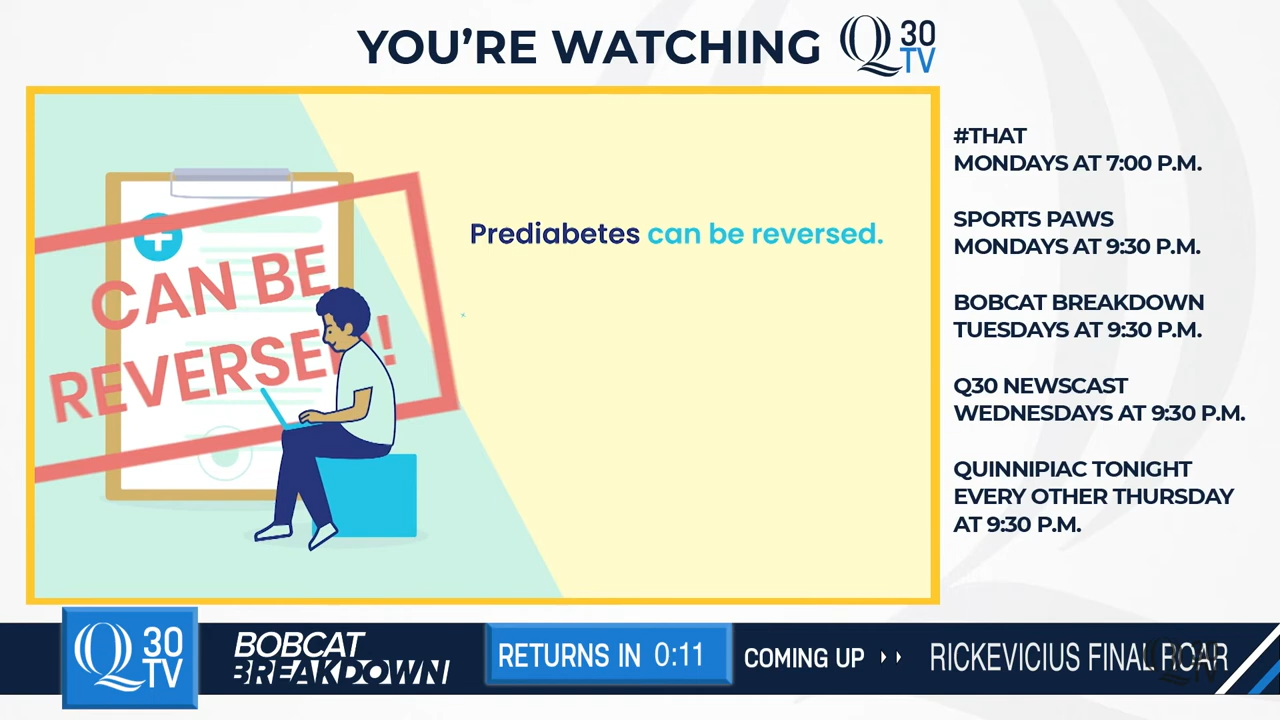 YOU'RE WATCHING Q 30 TV
#THAT
MONDAYS AT 7:00 P.M.
SPORTS PAWS
MONDAYS AT 9:30 P.M.
BOBCAT BREAKDOWN
TUESDAYS AT 9:30 P.M.
Q30 NEWSCAST
WEDNESDAYS AT 9:30 P.M.
QUINNIPIAC TONIGHT
EVERY OTHER THURSDAY
AT 9:30 P.M.
Prediabetes can be reversed.
CAN BE
REVERSED!
Q 30 TV
BOBCAT
BREAKDOWN
RETURNS IN 0:11
COMING UP
RICKEVICIUS FINAL ROAR